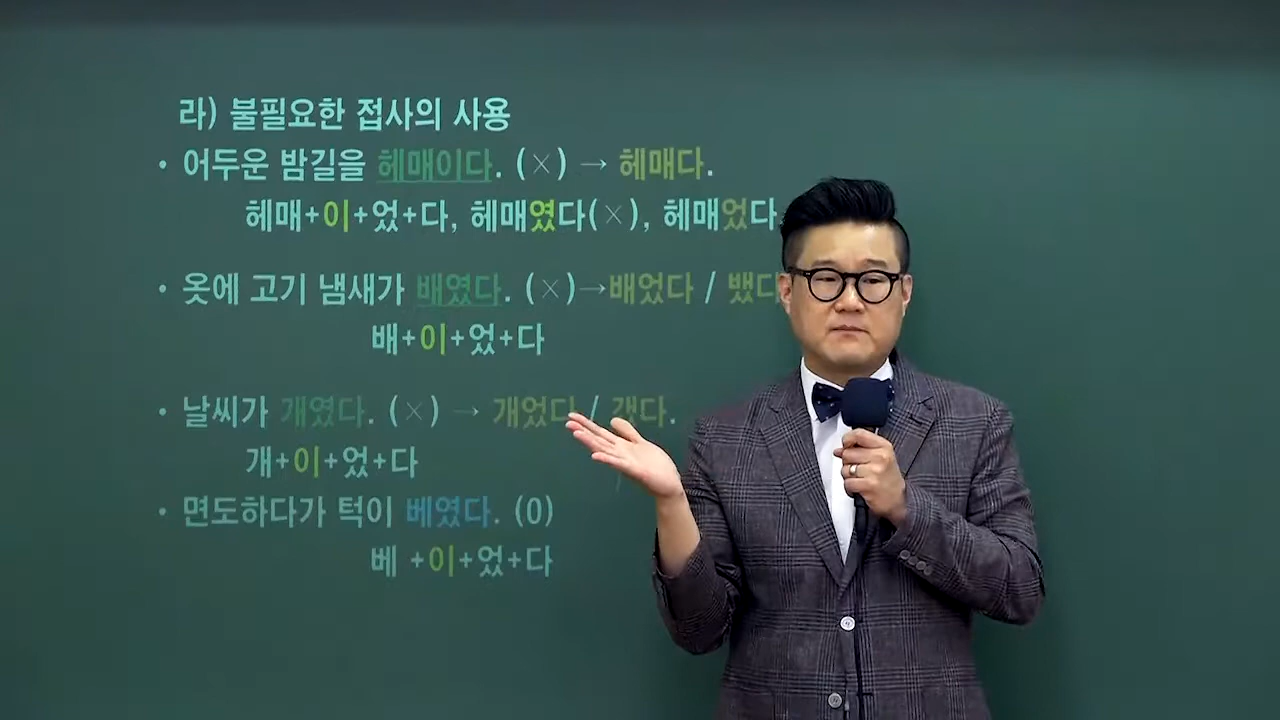 라) 불필요한 접사의 사용
• 어두운 밤길을 헤매이다. (×) → 헤매다.
헤매+이+었+다, 헤매였다(×), 헤매었다
• 옷에 고기 냄새가 배였다. (×)→배었다 / 뱄다
배+이+었+다
• 날씨가 개였다. (×) → 개었다 / 갰다.
개+이+었+다
• 면도하다가 턱이 베였다. (0)
베 +이+었+다